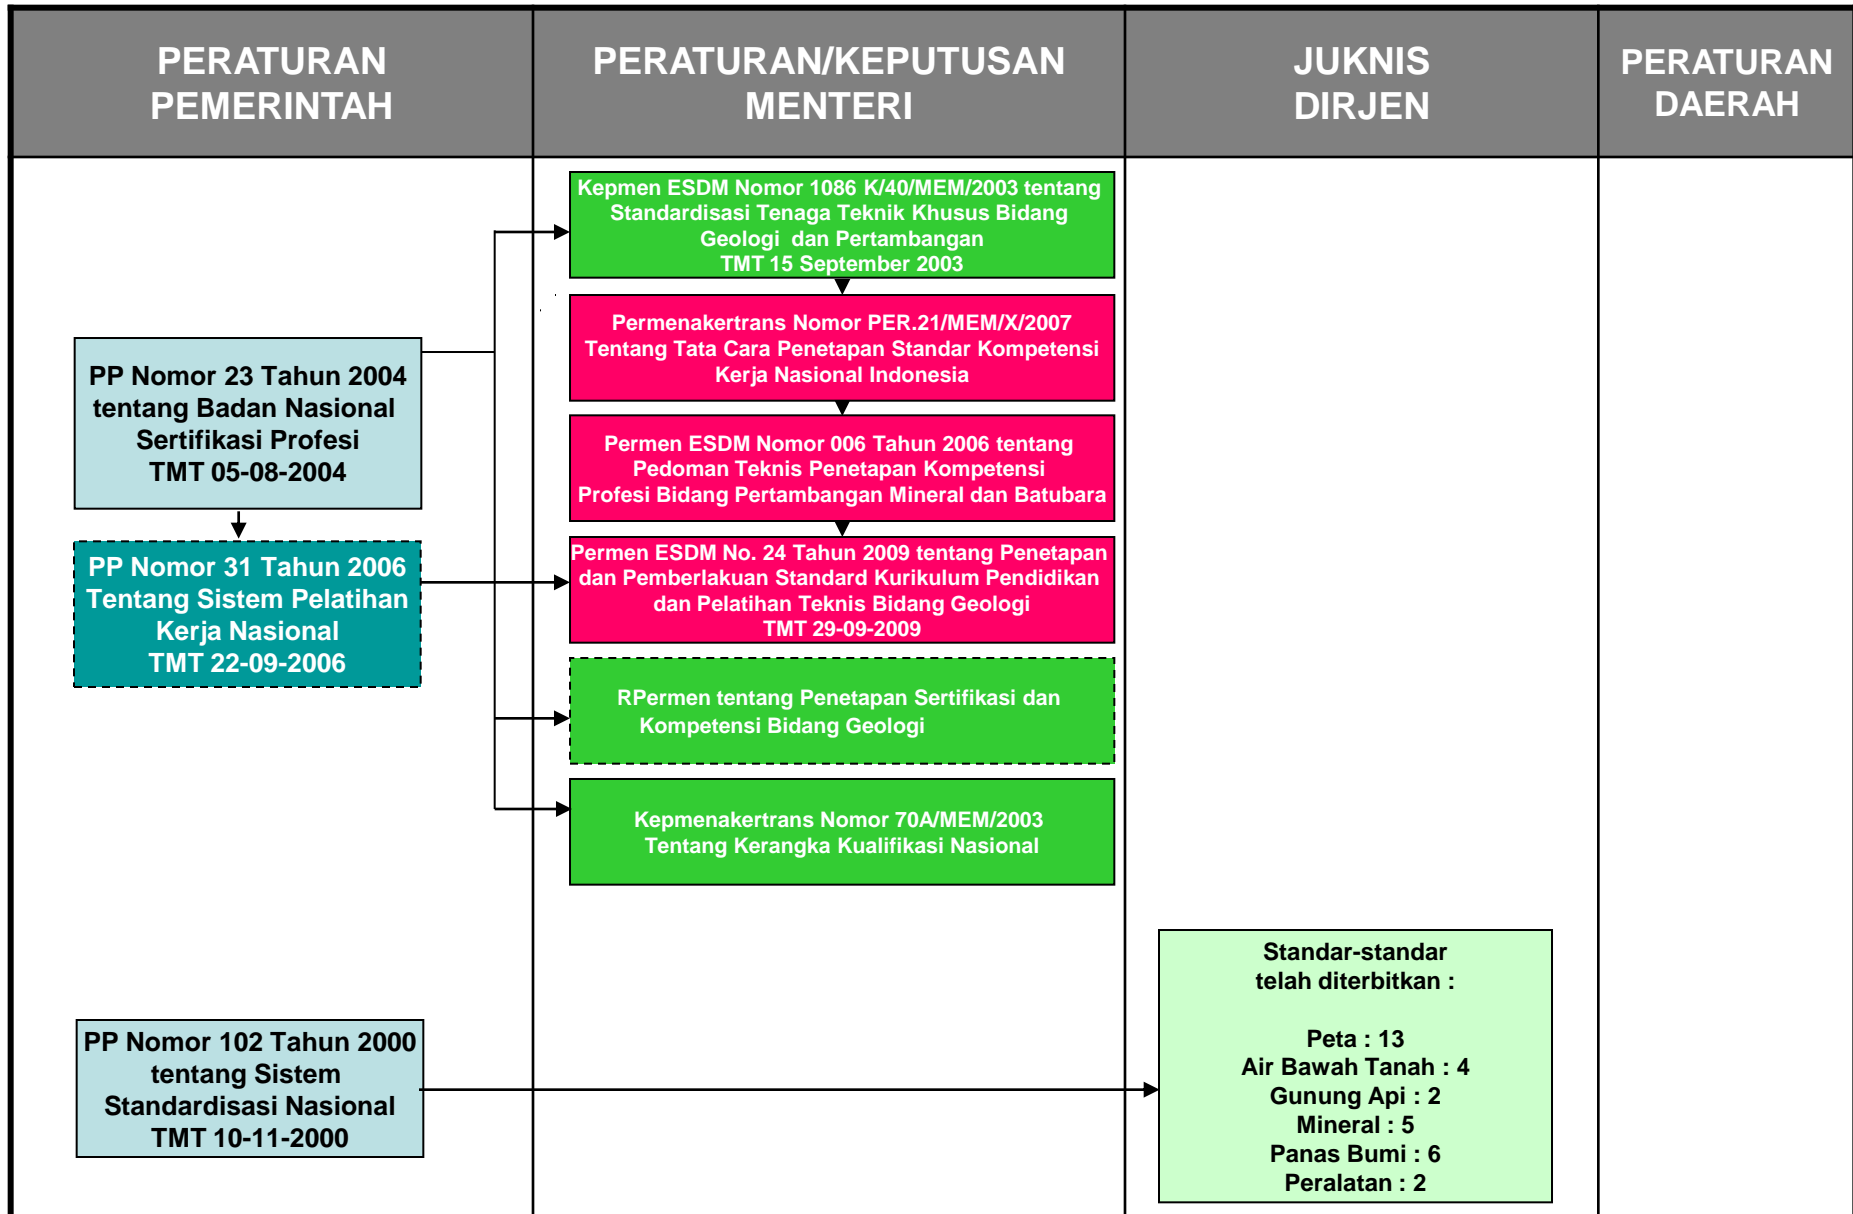 PERATURAN
PEMERINTAH
PERATURAN/KEPUTUSAN
MENTERI
JUKNIS
DIRJEN
PERATURAN
DAERAH
Kepmen ESDM Nomor 1086 K/40/MEM/2003 tentang
Standardisasi Tenaga Teknik Khusus Bidang
Geologi dan Pertambangan
TMT 15 September 2003
Permenakertrans Nomor PER.21/MEM/X/2007
Tentang Tata Cara Penetapan Standar Kompetensi
Kerja Nasional Indonesia
PP Nomor 23 Tahun 2004
tentang Badan Nasional
Sertifikasi Profesi
TMT 05-08-2004
Permen ESDM Nomor 006 Tahun 2006 tentang
Pedoman Teknis Penetapan Kompetensi
Profesi Bidang Pertambangan Mineral dan Batubara
PP Nomor 31 Tahun 2006
Tentang Sistem Pelatihan
Kerja Nasional
TMT 22-09-2006
Permen ESDM No. 24 Tahun 2009 tentang Penetapan
dan Pemberlakuan Standard Kurikulum Pendidikan
dan Pelatihan Teknis Bidang Geologi
TMT 29-09-2009
RPermen tentang Penetapan Sertifikasi dan
Kompetensi Bidang Geologi
Kepmenakertrans Nomor 70A/MEM/2003
Tentang Kerangka Kualifikasi Nasional
PP Nomor 102 Tahun 2000
tentang Sistem
Standardisasi Nasional
TMT 10-11-2000
Standar-standar
telah diterbitkan :
Peta : 13
Air Bawah Tanah : 4
Gunung Api : 2
Mineral : 5
Panas Bumi : 6
Peralatan : 2